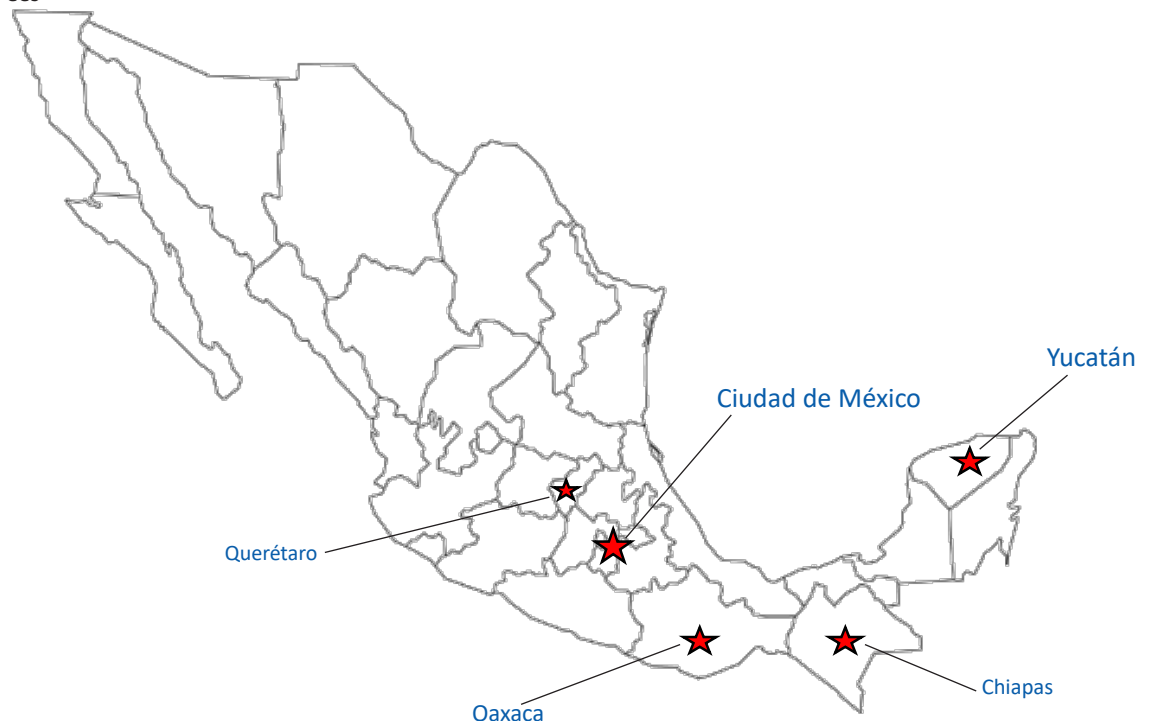 Yucatán
Ciudad de México
Querétaro
Chiapas
Oaxaca